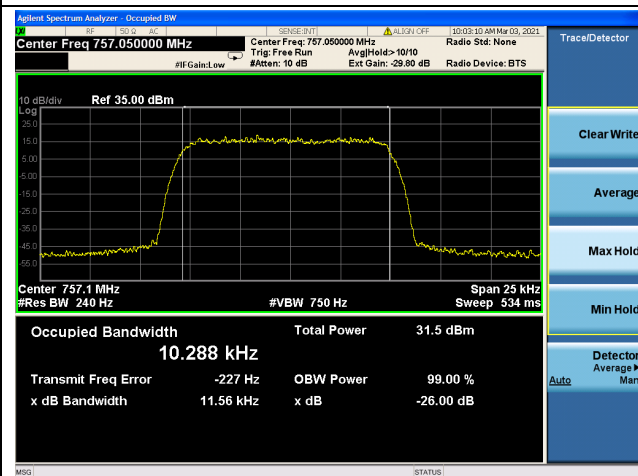 Agilent Spectrum Analyzer - Occupied BW
LXI RF 50 Ω AC SENSE:INT ALIGN OFF 10:03:10 AM Mar 03, 2021
Center Freq 757.050000 MHz
Center Freq: 757.050000 MHz Radio Std: None
Trig: Free Run Avg|Hold:>10/10
#IFGain:Low #Atten: 10 dB Ext Gain: -29.80 dB Radio Device: BTS
Trace/Detector
10 dB/div Ref 35.00 dBm
Log
25.0
15.0
5.00
-5.00
-15.0
-25.0
-35.0
-45.0
-55.0
Center 757.1 MHz Span 25 kHz
#Res BW 240 Hz #VBW 750 Hz Sweep 534 ms
Occupied Bandwidth Total Power 31.5 dBm
10.288 kHz
Transmit Freq Error -227 Hz OBW Power 99.00 %
x dB Bandwidth 11.56 kHz x dB -26.00 dB
Clear Write
Average
Max Hold
Min Hold
Detector
Average▶
Auto Man
MSG STATUS